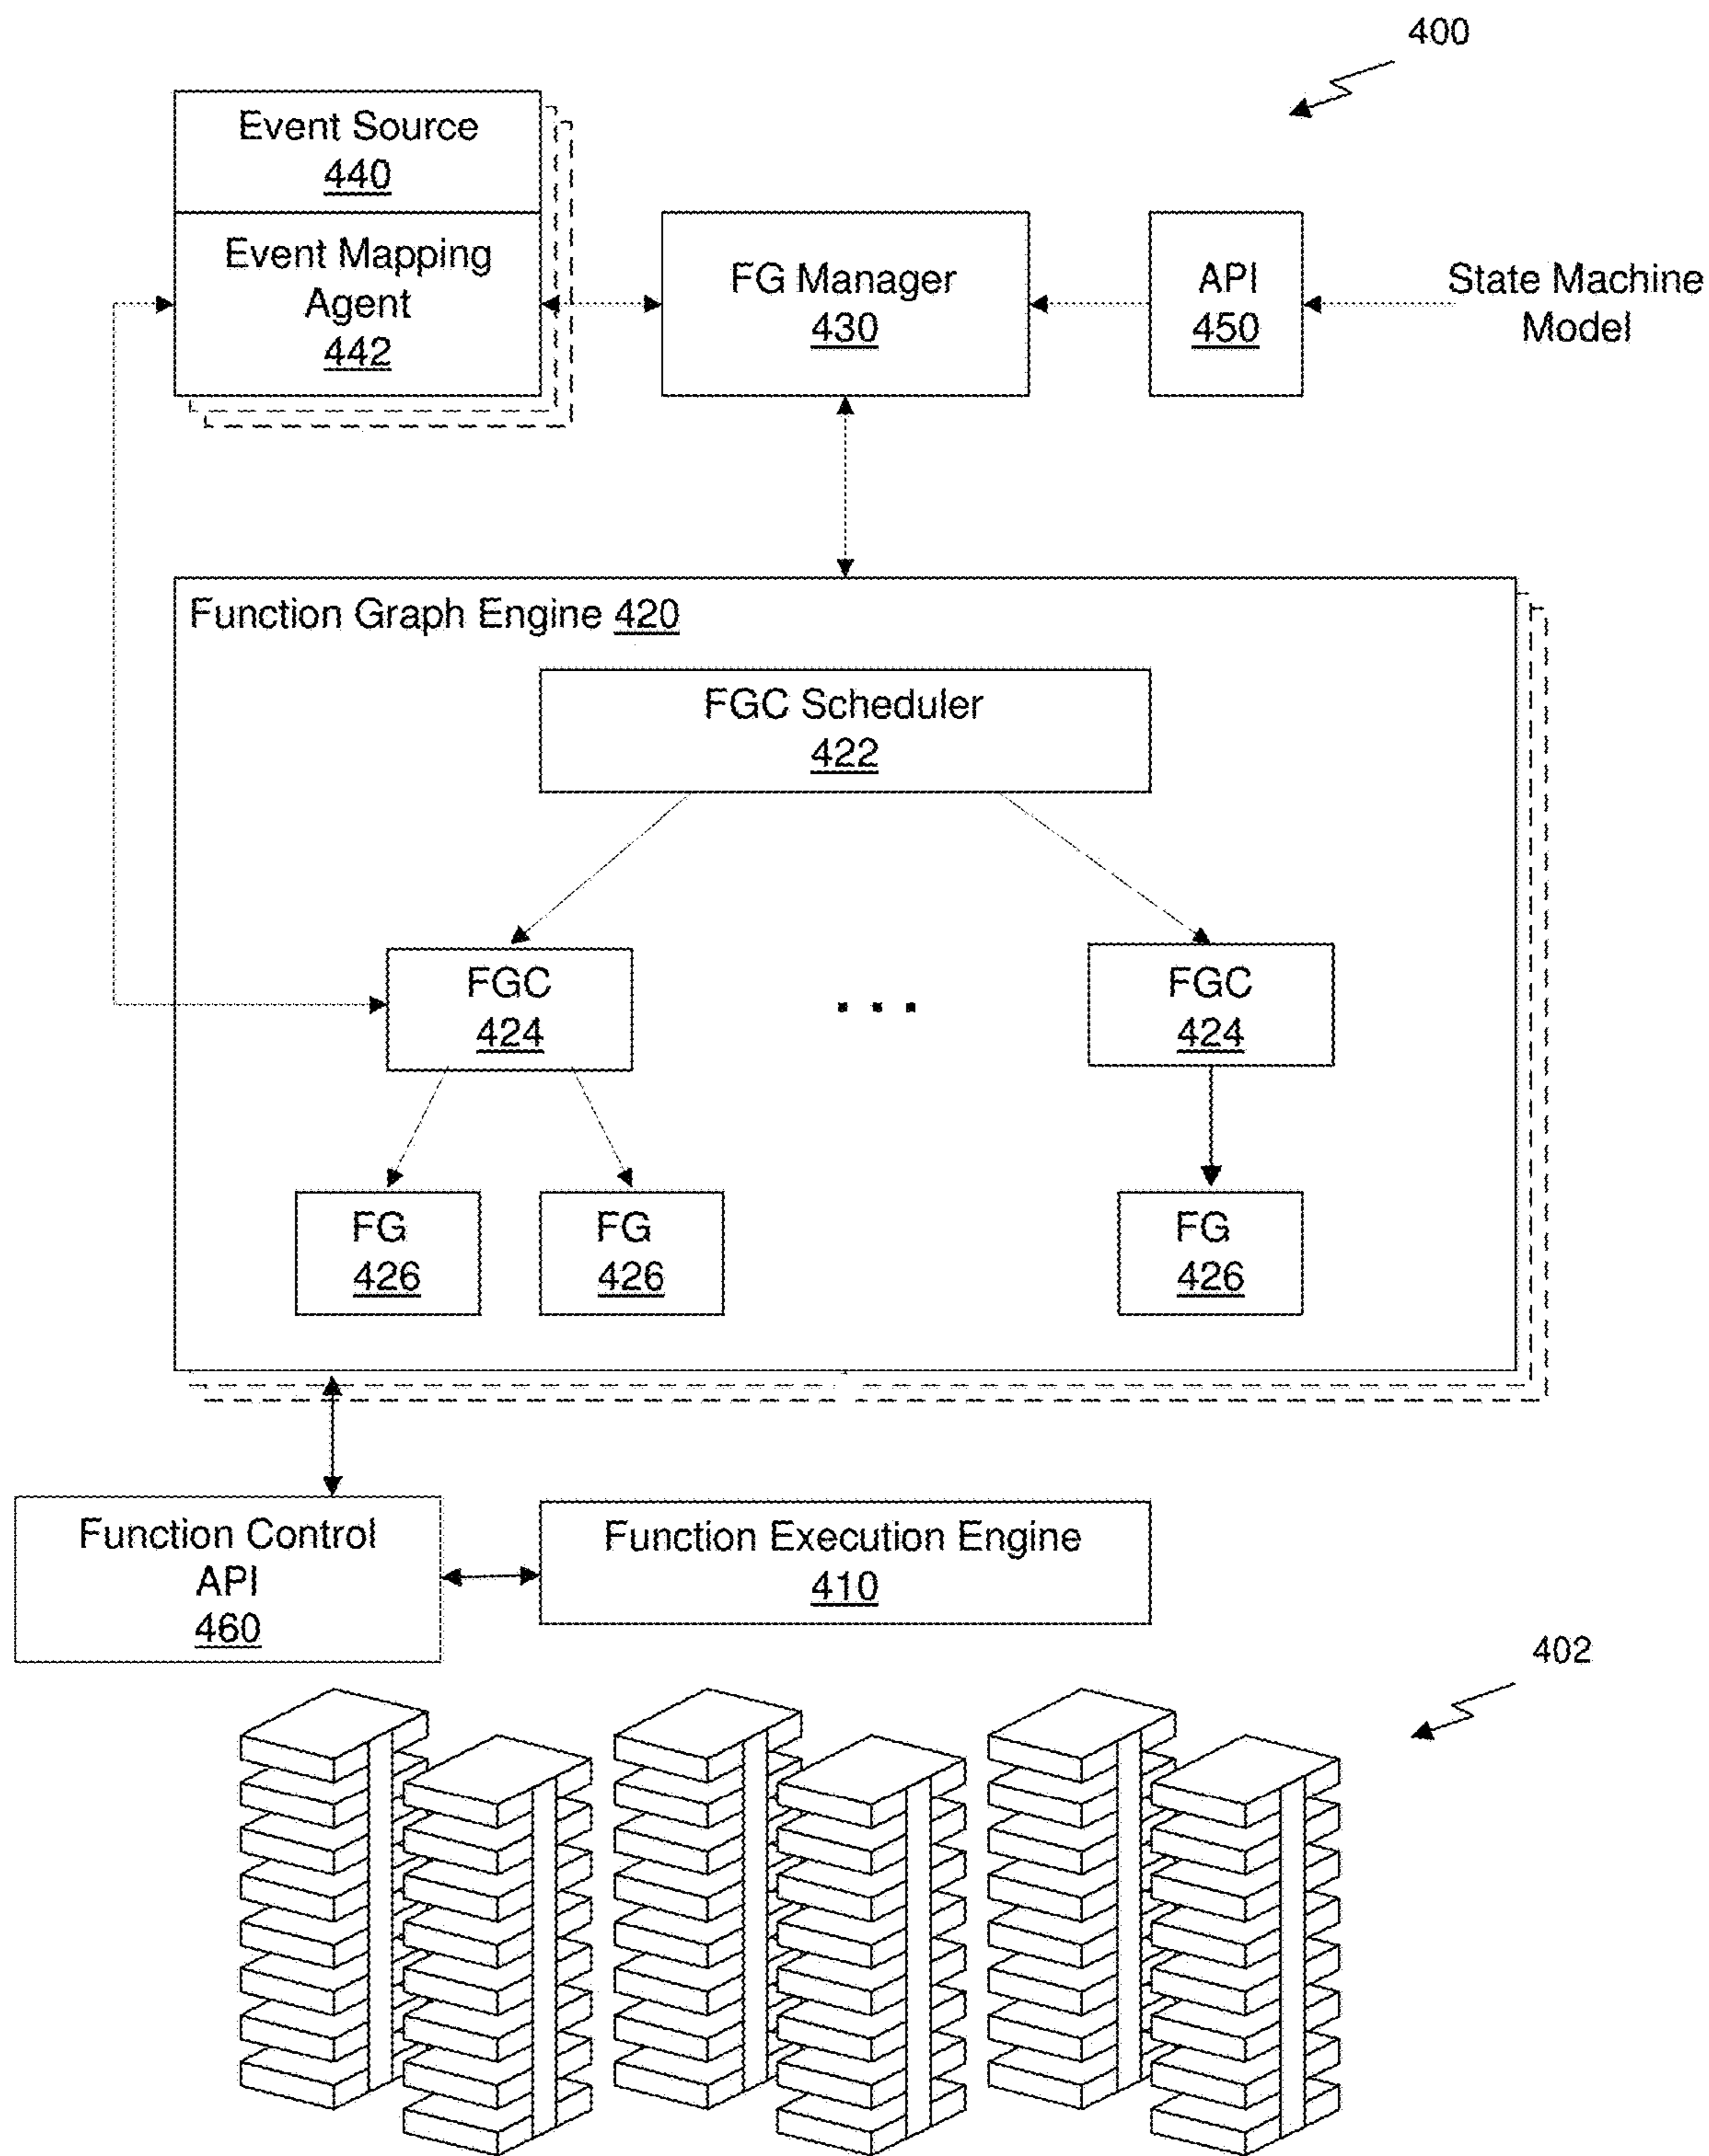 400
Event Source
440
Event Mapping
Agent
442
FG Manager
430
API
450
State Machine
Model
Function Graph Engine 420
FGC Scheduler
422
FGC
424
. . .
FGC
424
FG
426
FG
426
FG
426
Function Control
API
460
Function Execution Engine
410
402